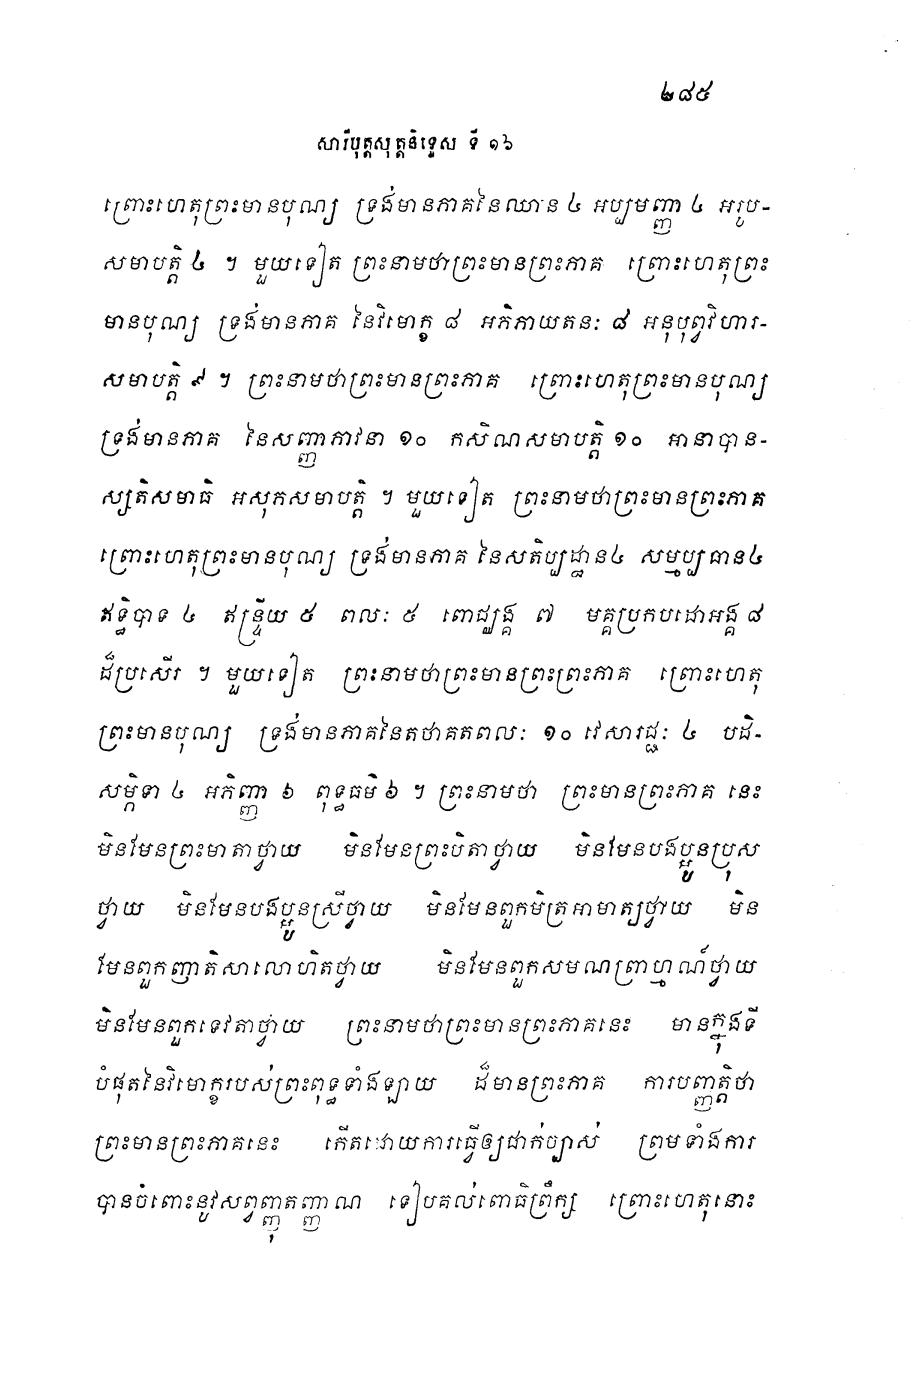 ២៨៥
សារីបុត្តសុត្តនិទ្ទេស ទី ១៦
ព្រោះហេតុព្រះមានបុណ្យ ទ្រង់មានភាគនៃឈាន ៤ អប្បមញ្ញា ៤ អរូប-
សមាបត្តិ ៤ ។ មួយទៀត ព្រះនាមថាព្រះមានព្រះភាគ ព្រោះហេតុព្រះ
មានបុណ្យ ទ្រង់មានភាគ នៃវិមោក្ខ ៨ អភិភាយតនៈ ៨ អនុបុព្វវិហារ-
សមាបត្តិ ៩ ។ ព្រះនាមថាព្រះមានព្រះភាគ ព្រោះហេតុព្រះមានបុណ្យ
ទ្រង់មានភាគ នៃសញ្ញាភាវនា ១០ កសិណសមាបត្តិ ១០ អានាបាន-
ស្សតិសមាធិ អសុភសមាបត្តិ ។ មួយទៀត ព្រះនាមថាព្រះមានព្រះភាគ
ព្រោះហេតុព្រះមានបុណ្យ ទ្រង់មានភាគ នៃសតិប្បដ្ឋាន៤ សម្មប្បធាន៤
ឥទ្ធិបាទ ៤ ឥន្ទ្រីយ ៥ ពលៈ ៥ ពោជ្ឈង្គ ៧ មគ្គប្រកបដោអង្គ ៨
ដ៏ប្រសើរ ។ មួយទៀត ព្រះនាមថាព្រះមានព្រះព្រះភាគ ព្រោះហេតុ
ព្រះមានបុណ្យ ទ្រង់មានភាគនៃតថាគតពលៈ ១០ វេសារជ្ជៈ ៤ បដិ-
សម្ភិទា ៤ អភិញ្ញា ៦ ពុទ្ធធម៌ ៦ ។ ព្រះនាមថា ព្រះមានព្រះភាគ នេះ
មិនមែនព្រះមាតាថ្វាយ មិនមែនព្រះបិតាថ្វាយ មិនមែនបងប្អូនប្រុស
ថ្វាយ មិនមែនបងប្អូនស្រីថ្វាយ មិនមែនពួកមិត្រអាមាត្យថ្វាយ មិន
មែនពួកញាតិសាលោហិតថ្វាយ មិនមែនពួកសមណព្រាហ្មណ៍ថ្វាយ
មិនមែនពួកទេវតាថ្វាយ ព្រះនាមថាព្រះមានព្រះភាគនេះ មានក្នុងទី
បំផុតនៃវិមោក្ខរបស់ព្រះពុទ្ធទាំងឡាយ ដ៏មានព្រះភាគ ការបញ្ញត្តិថា
ព្រះមានព្រះភាគនេះ កើតដោយការធ្វើឲ្យជាក់ច្បាស់ ព្រមទាំងការ
បានចំពោះនូវសព្វញ្ញុតញ្ញាណ ទៀបគល់ពោធិព្រឹក្ស ព្រោះហេតុនោះ